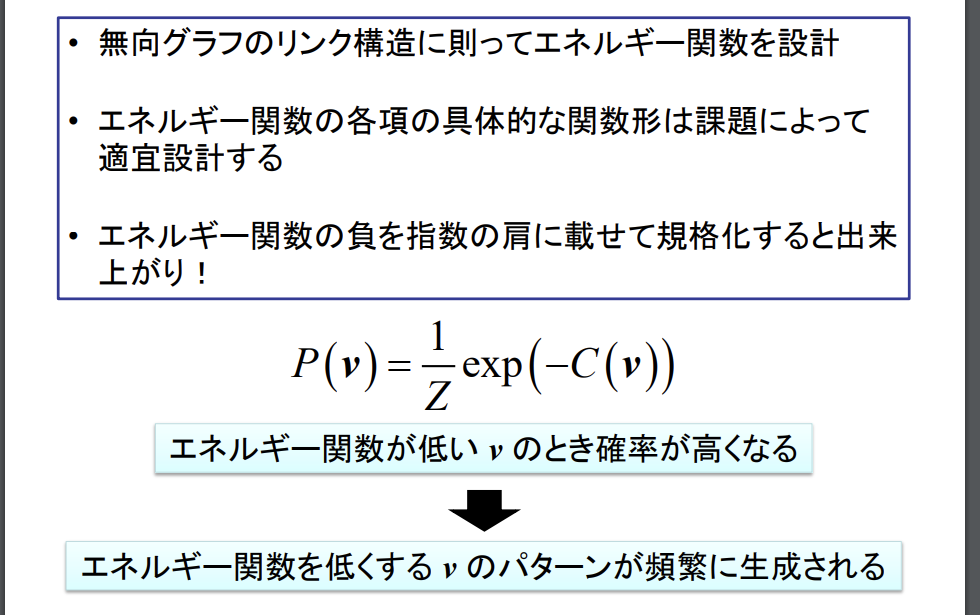 • 無向グラフのリンク構造に則ってエネルギー関数を設計
• エネルギー関数の各項の具体的な関数形は課題によって
適宜設計する
• エネルギー関数の負を指数の肩に載せて規格化すると出来
上がり!
P(v) = 1/Z exp(−C(v))
エネルギー関数が低い v のとき確率が高くなる
エネルギー関数を低くする v のパターンが頻繁に生成される